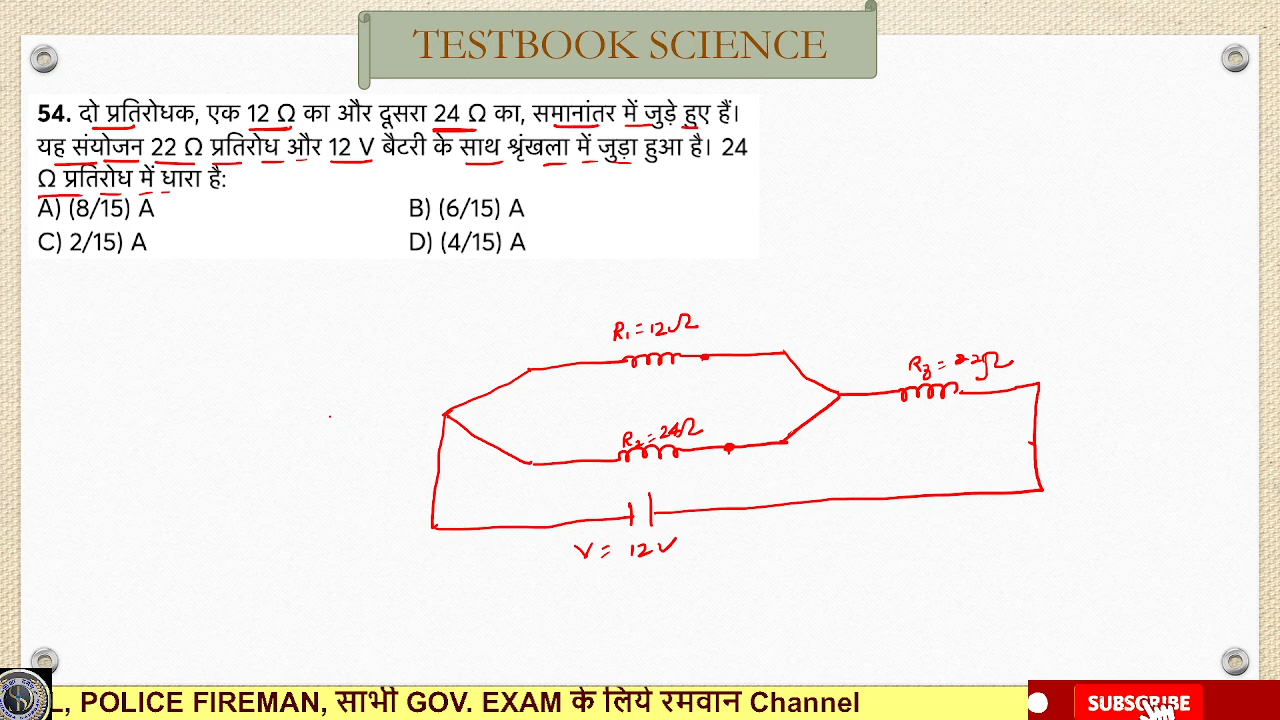 TESTBOOK SCIENCE
54. दो प्रतिरोधक, एक 12 Ω का और दूसरा 24 Ω का, समानांतर में जुड़े हुए हैं।
यह संयोजन 22 Ω प्रतिरोध और 12 V बैटरी के साथ श्रृंखला में जुड़ा हुआ है। 24
Ω प्रतिरोध में धारा है:
A) (8/15) A B) (6/15) A
C) 2/15) A D) (4/15) A
R₁ = 12Ω
R₃ = 22Ω
R₂ = 24Ω
V = 12V
L, POLICE FIREMAN, साभी GOV. EXAM के लिये रमवान Channel
SUBSCRIBE